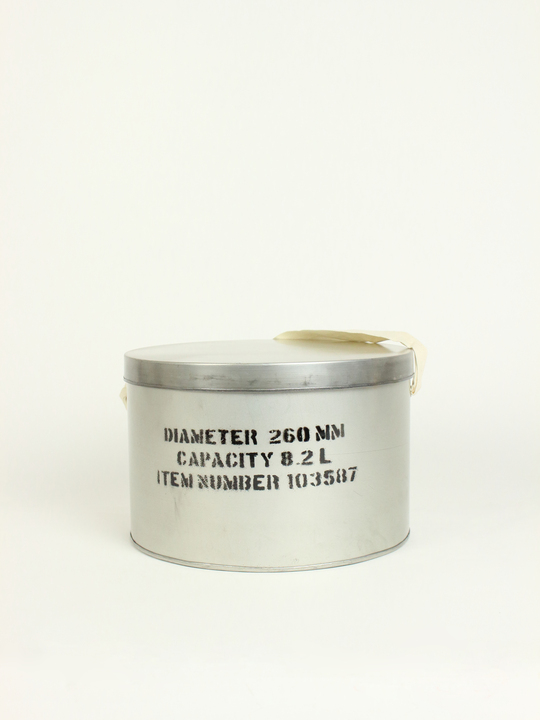 DIAMETER 260 MM
CAPACITY 8.2 L
ITEM NUMBER 103587